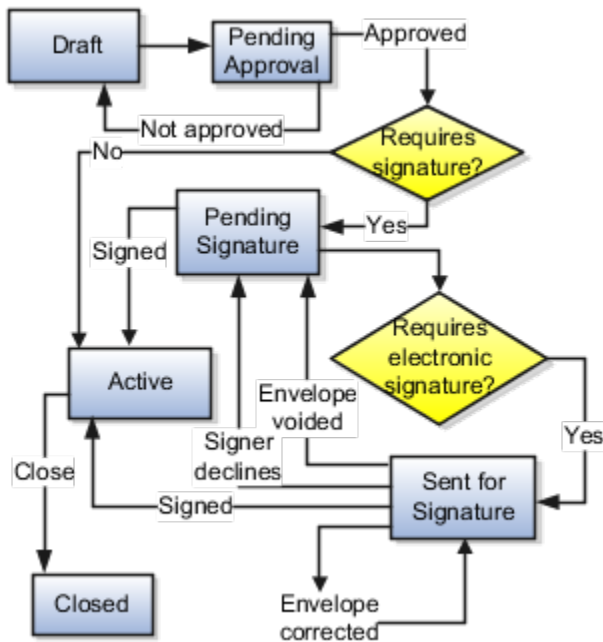 Draft
Pending
Approval
Approved
Not approved
Requires
signature?
No
Pending
Signature
Yes
Signed
Requires
electronic
signature?
Active
Envelope
voided
Signer
declines
Yes
Close
Sent for
Signature
Signed
Closed
Envelope
corrected